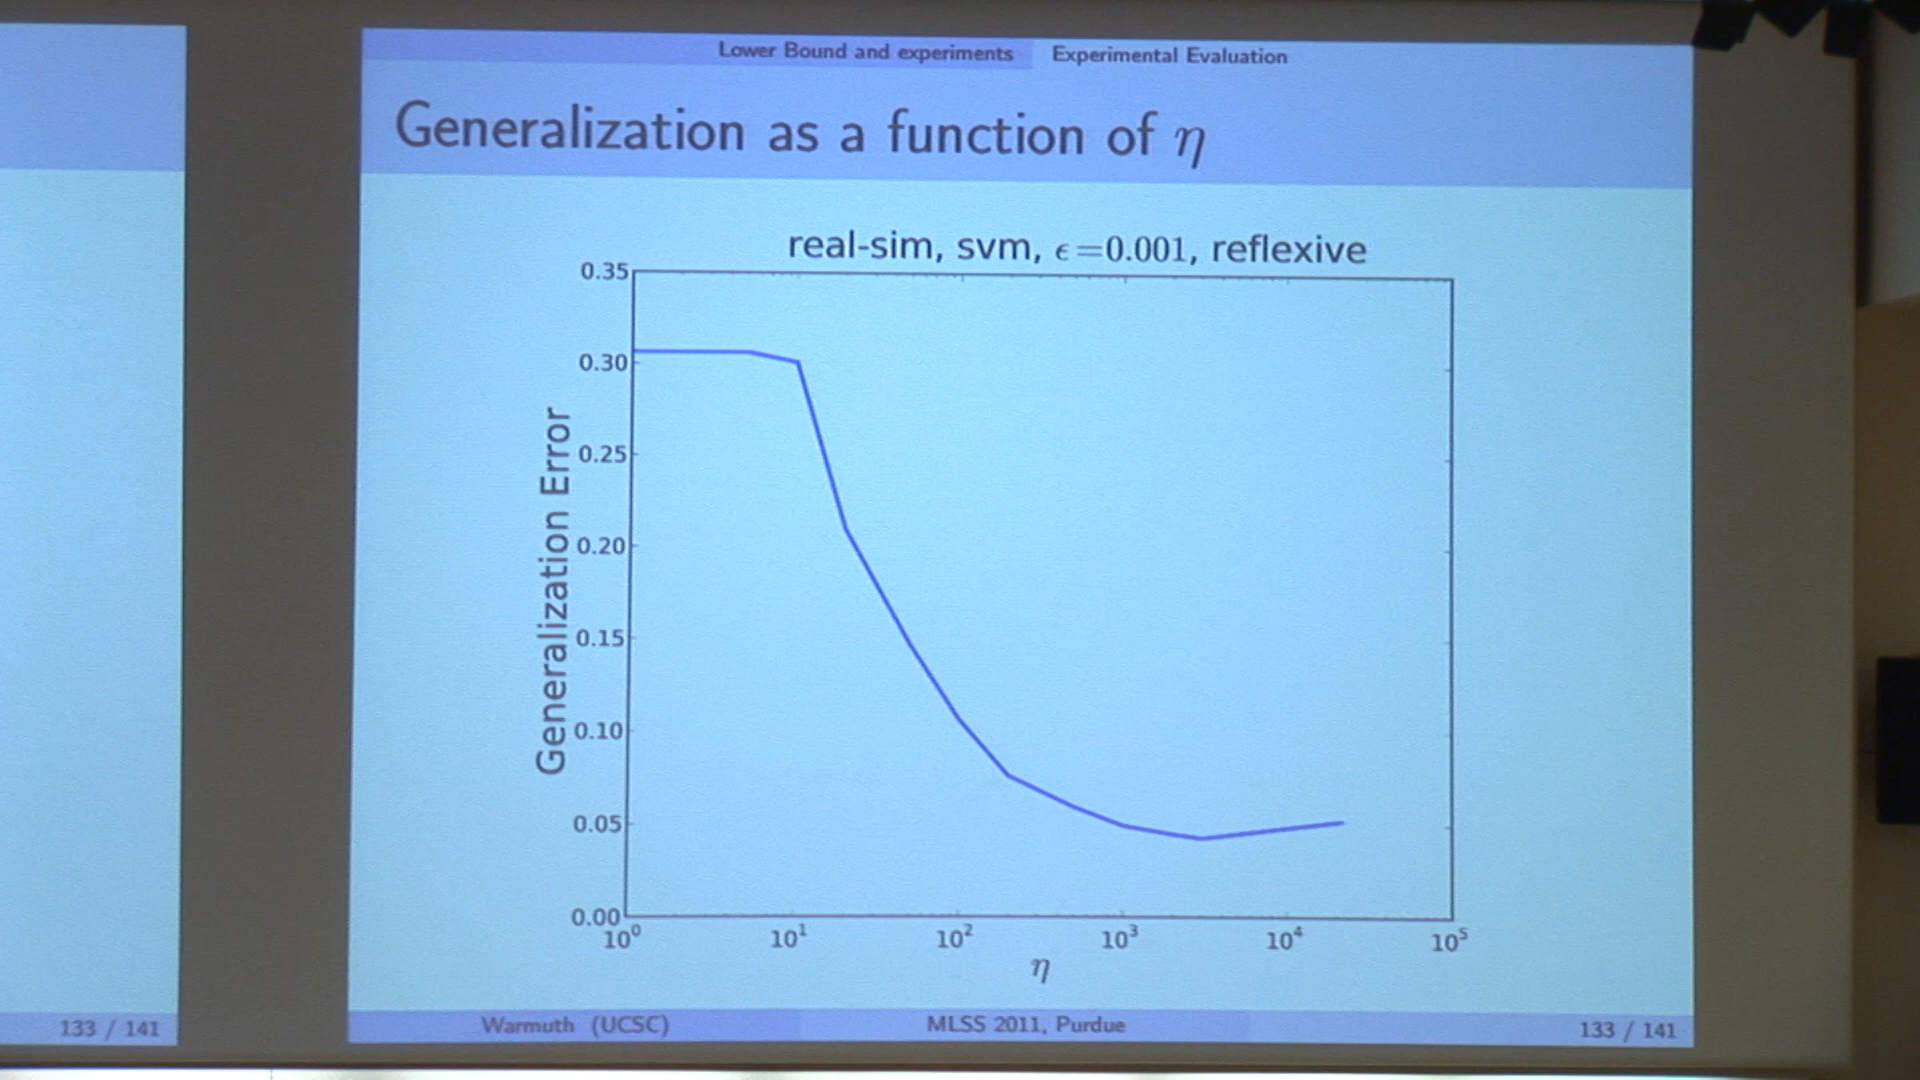 Lower Bound and experiments Experimental Evaluation
Generalization as a function of η
real-sim, svm, ϵ=0.001, reflexive
0.35
0.30
0.25
0.20
0.15
0.10
0.05
0.00
Generalization Error
10⁰ 10¹ 10² 10³ 10⁴ 10⁵
η
133 / 141
Warmuth (UCSC) MLSS 2011, Purdue 133 / 141